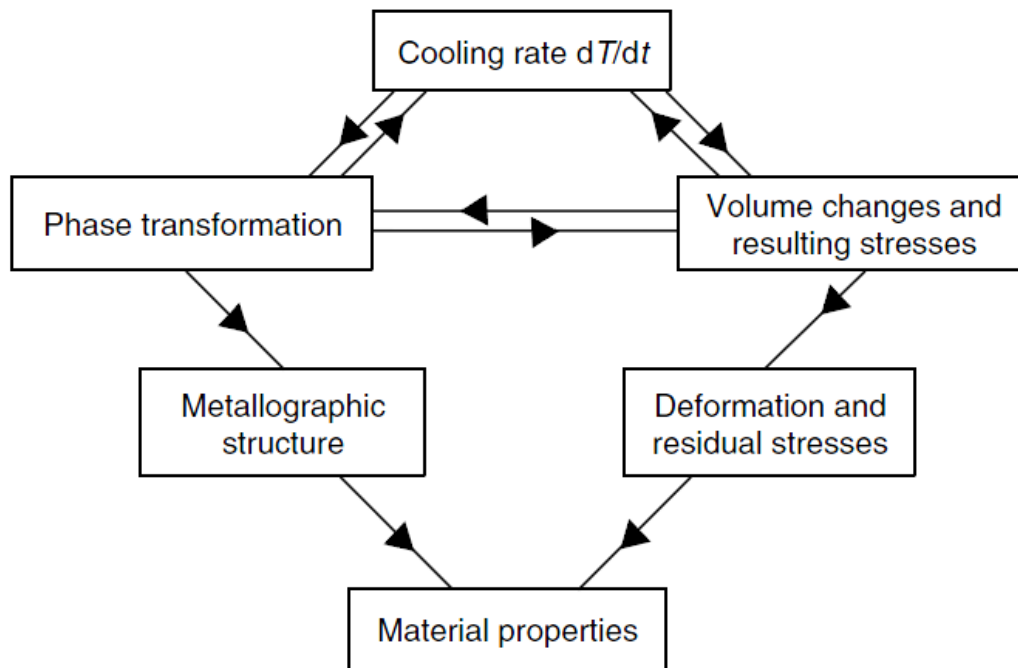 Cooling rate dT/dt
Phase transformation
Volume changes and
resulting stresses
Metallographic
structure
Deformation and
residual stresses
Material properties